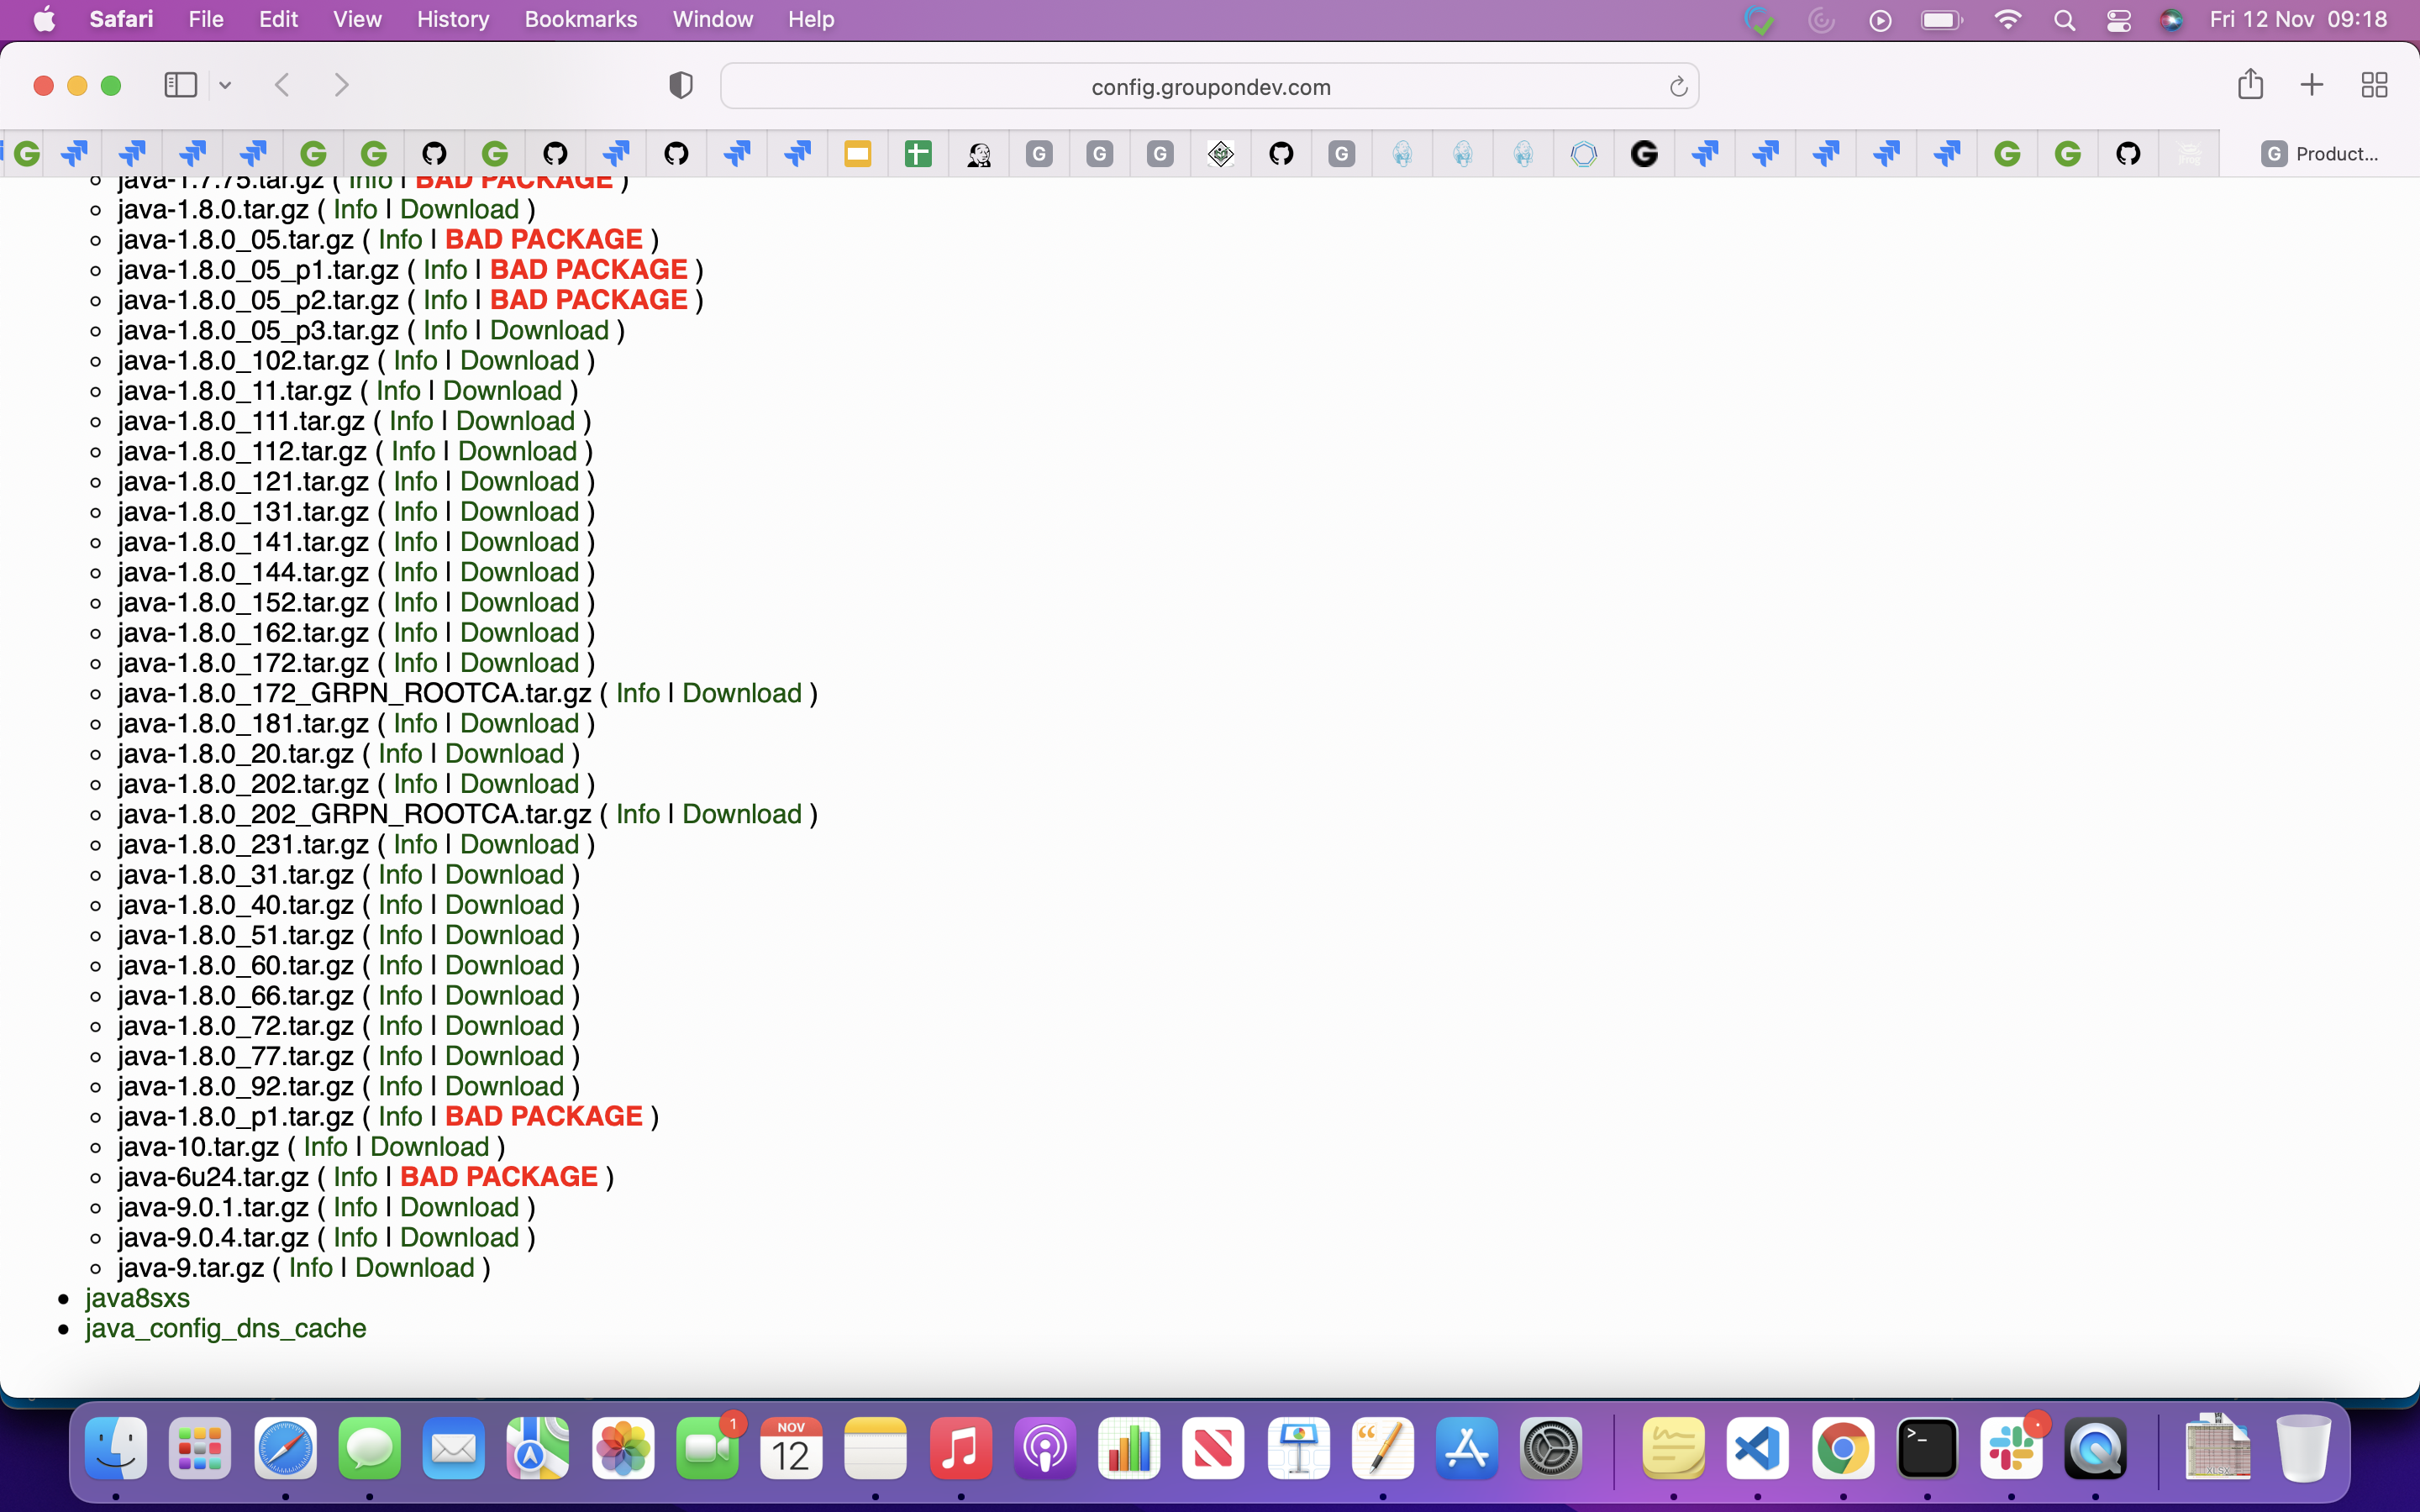 Safari File Edit View History Bookmarks Window Help Fri 12 Nov 09:18
config.groupondev.com
G G G G G G G G G G G G G Product...
java-1.7.75.tar.gz ( Info | BAD PACKAGE )
java-1.8.0.tar.gz ( Info | Download )
java-1.8.0_05.tar.gz ( Info | BAD PACKAGE )
java-1.8.0_05_p1.tar.gz ( Info | BAD PACKAGE )
java-1.8.0_05_p2.tar.gz ( Info | BAD PACKAGE )
java-1.8.0_05_p3.tar.gz ( Info | Download )
java-1.8.0_102.tar.gz ( Info | Download )
java-1.8.0_11.tar.gz ( Info | Download )
java-1.8.0_111.tar.gz ( Info | Download )
java-1.8.0_112.tar.gz ( Info | Download )
java-1.8.0_121.tar.gz ( Info | Download )
java-1.8.0_131.tar.gz ( Info | Download )
java-1.8.0_141.tar.gz ( Info | Download )
java-1.8.0_144.tar.gz ( Info | Download )
java-1.8.0_152.tar.gz ( Info | Download )
java-1.8.0_162.tar.gz ( Info | Download )
java-1.8.0_172.tar.gz ( Info | Download )
java-1.8.0_172_GRPN_ROOTCA.tar.gz ( Info | Download )
java-1.8.0_181.tar.gz ( Info | Download )
java-1.8.0_20.tar.gz ( Info | Download )
java-1.8.0_202.tar.gz ( Info | Download )
java-1.8.0_202_GRPN_ROOTCA.tar.gz ( Info | Download )
java-1.8.0_231.tar.gz ( Info | Download )
java-1.8.0_31.tar.gz ( Info | Download )
java-1.8.0_40.tar.gz ( Info | Download )
java-1.8.0_51.tar.gz ( Info | Download )
java-1.8.0_60.tar.gz ( Info | Download )
java-1.8.0_66.tar.gz ( Info | Download )
java-1.8.0_72.tar.gz ( Info | Download )
java-1.8.0_77.tar.gz ( Info | Download )
java-1.8.0_92.tar.gz ( Info | Download )
java-1.8.0_p1.tar.gz ( Info | BAD PACKAGE )
java-10.tar.gz ( Info | Download )
java-6u24.tar.gz ( Info | BAD PACKAGE )
java-9.0.1.tar.gz ( Info | Download )
java-9.0.4.tar.gz ( Info | Download )
java-9.tar.gz ( Info | Download )
java8sxs
java_config_dns_cache
1
NOV
12
XLSX